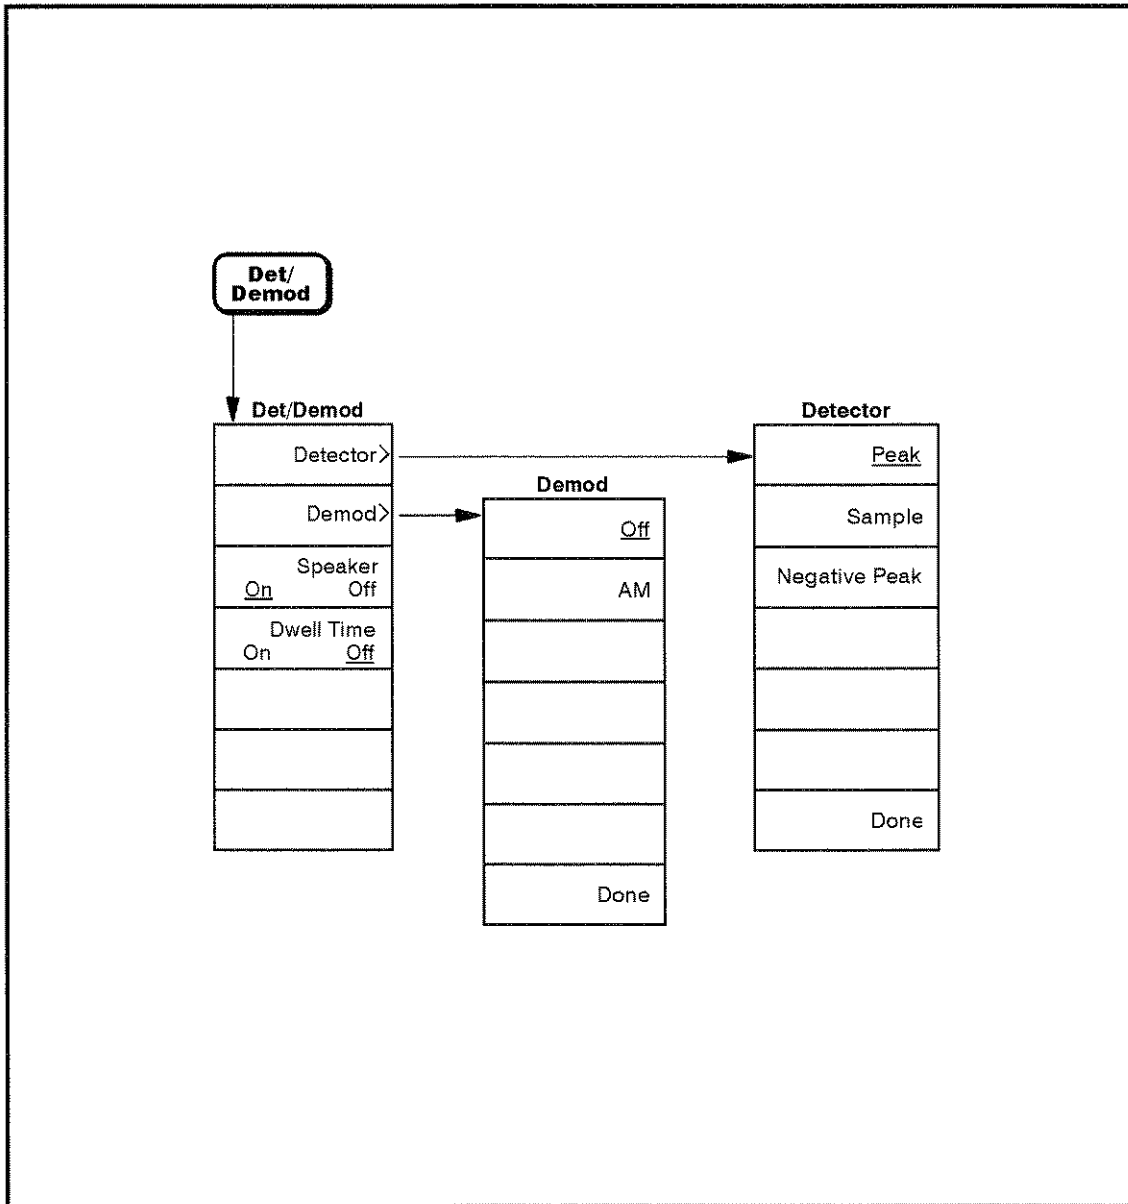 Det/
Demod
Det/Demod
Detector>
Demod>
Speaker
On Off
Dwell Time
On Off
Demod
Off
AM
Done
Detector
Peak
Sample
Negative Peak
Done